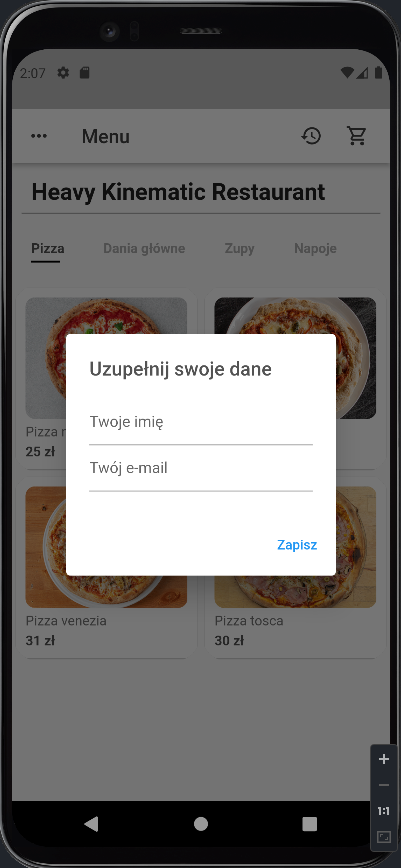 2:07
Menu
Heavy Kinematic Restaurant
Pizza
Dania główne
Zupy
Napoje
Uzupełnij swoje dane
Twoje imię
Twój e-mail
Zapisz
Pizza
25 zł
Pizza venezia
31 zł
Pizza tosca
30 zł
1:1